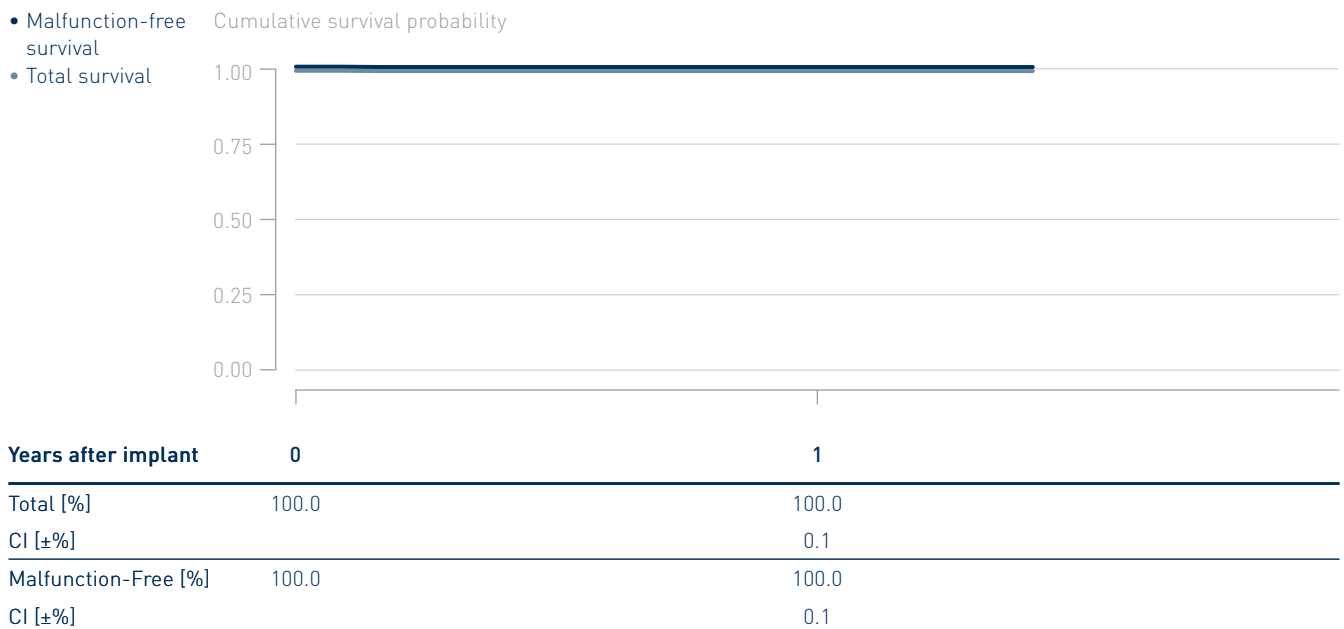 • Malfunction-free
survival
• Total survival
Cumulative survival probability
1.00
0.75
0.50
0.25
0.00
Years after implant 0 1
Total [%] 100.0 100.0
CI [±%] 0.1
Malfunction-Free [%] 100.0 100.0
CI [±%] 0.1